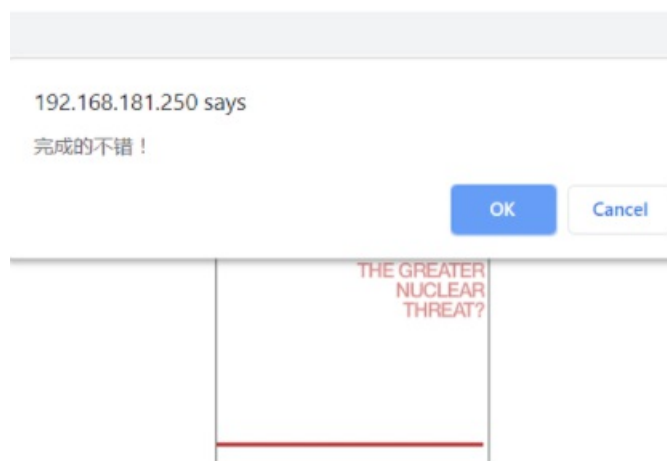 192.168.181.250 says
完成的不错！
OK
Cancel
THE GREATER
NUCLEAR
THREAT?